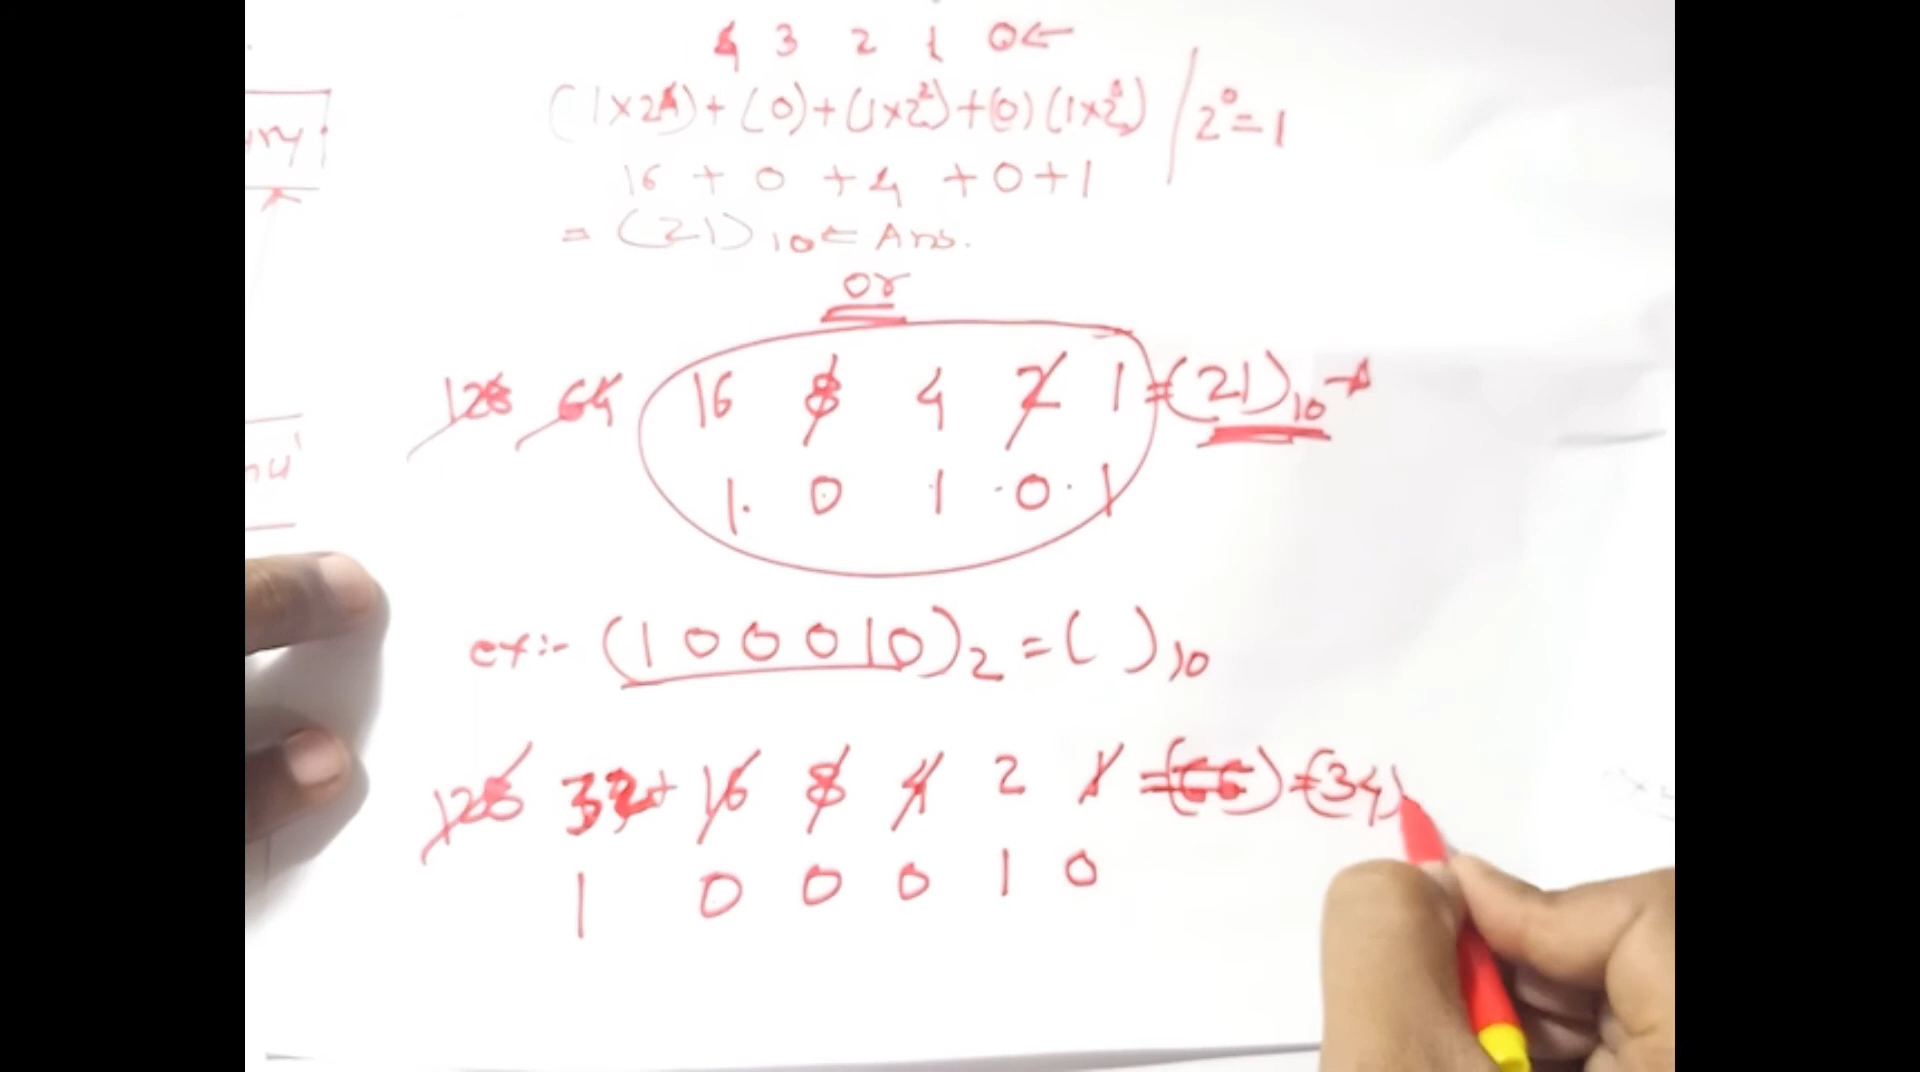 4 3 2 1 0←
(1×2⁴)+(0)+(1×2²)+(0)(1×2⁰) / 2⁰=1
16 + 0 + 4 + 0+1
= (21)₁₀ ← Ans.
or
128 64 16 8 4 2 1 =(21)₁₀
1. 0 1 0 1
ex:- (100010)₂ = ( )₁₀
128 32+ 16 8 4 2 1 =(66) =(34)
1 0 0 0 1 0